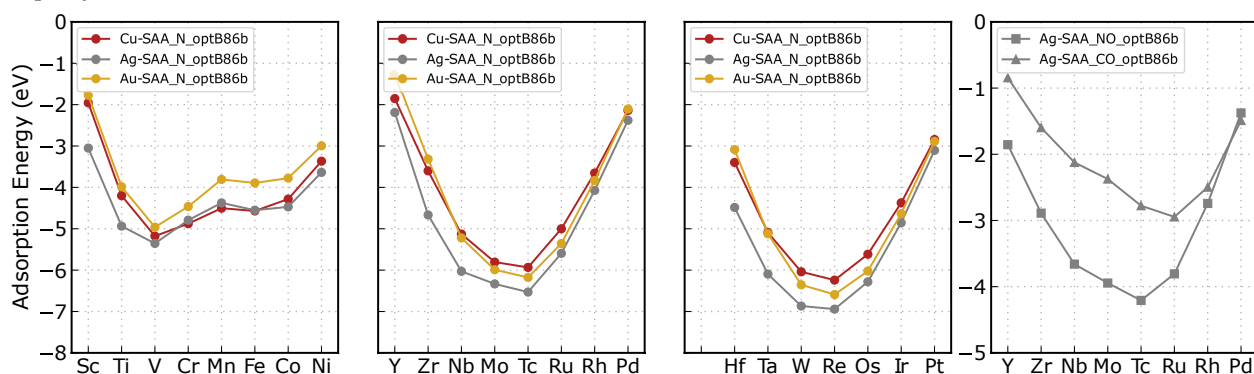 Adsorption Energy (eV)
0
−1
−2
−3
−4
−5
−6
−7
−8
Cu-SAA_N_optB86b
Ag-SAA_N_optB86b
Au-SAA_N_optB86b
Sc Ti V Cr Mn Fe Co Ni
Cu-SAA_N_optB86b
Ag-SAA_N_optB86b
Au-SAA_N_optB86b
Y Zr Nb Mo Tc Ru Rh Pd
Cu-SAA_N_optB86b
Ag-SAA_N_optB86b
Au-SAA_N_optB86b
Hf Ta W Re Os Ir Pt
0
−1
−2
−3
−4
−5
Ag-SAA_NO_optB86b
Ag-SAA_CO_optB86b
Y Zr Nb Mo Tc Ru Rh Pd